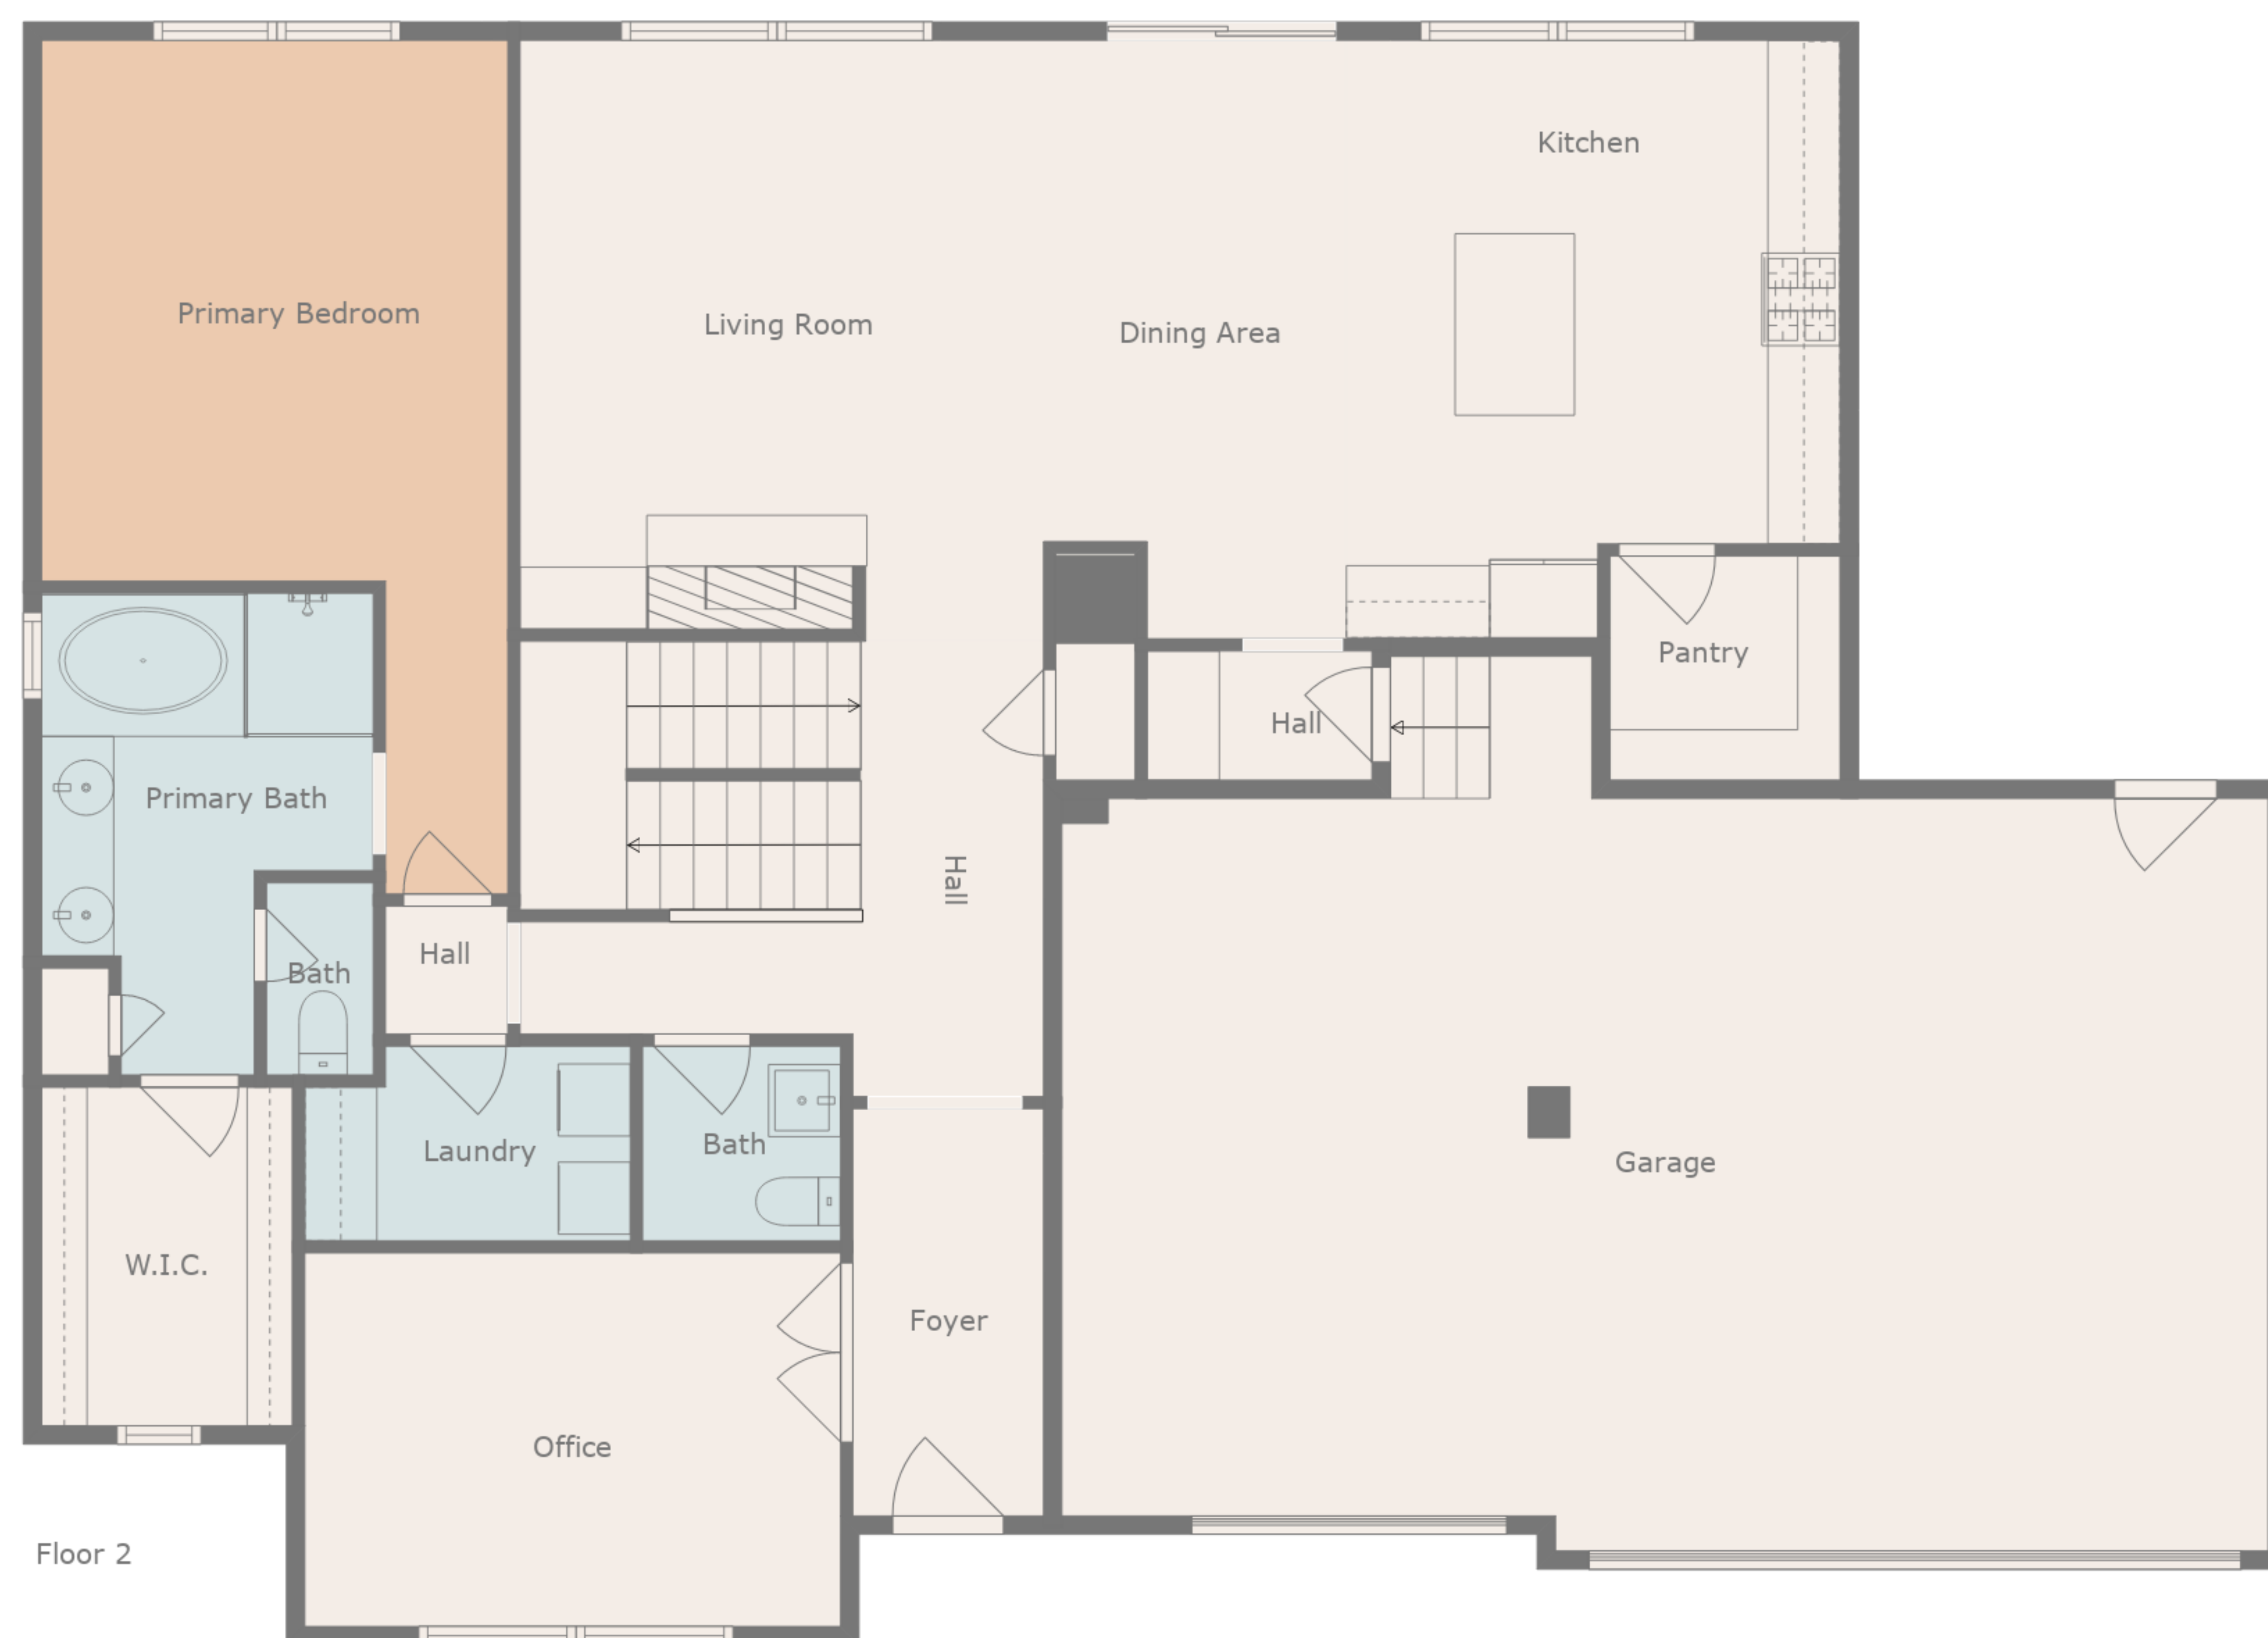 Kitchen
Primary Bedroom
Living Room
Dining Area
Pantry
Hall
Primary Bath
Hall
Hall
Bath
Laundry
Bath
Garage
W.I.C.
Foyer
Office
Floor 2